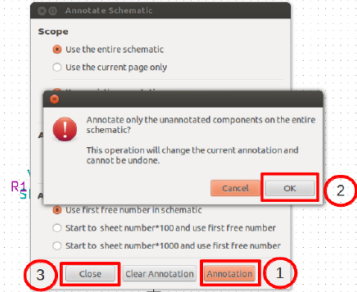 Annotate Schematic
Scope
Use the entire schematic
Use the current page only
Annotate only the unannotated components on the entire
schematic?
This operation will change the current annotation and
cannot be undone.
Cancel
OK
2
R1
Use first free number in schematic
Start to sheet number*100 and use first free number
Start to sheet number*1000 and use first free number
3
Close
Clear Annotation
Annotation
1